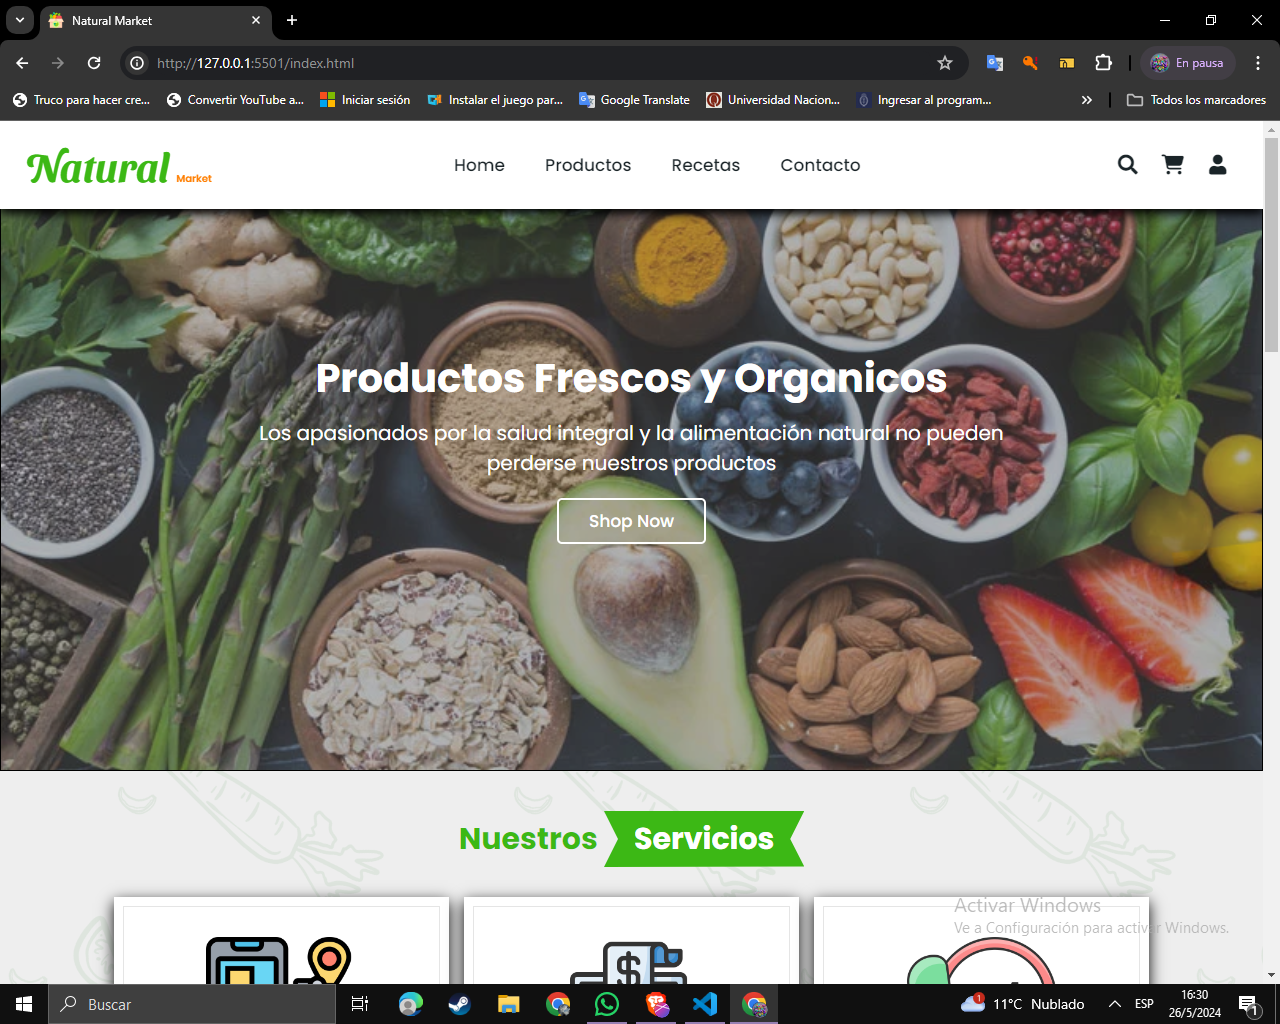 Natural Market
http://127.0.0.1:5501/index.html
En pausa
Truco para hacer cre...
Convertir YouTube a...
Iniciar sesión
Instalar el juego par...
Google Translate
Universidad Nacion...
Ingresar al program...
Todos los marcadores
Natural Market
Home
Productos
Recetas
Contacto
Productos Frescos y Organicos
Los apasionados por la salud integral y la alimentación natural no pueden
perderse nuestros productos
Shop Now
Nuestros Servicios
Activar Windows
Ve a Configuración para activar Windows.
Buscar
1
11°C Nublado
ESP
16:30
26/5/2024
1